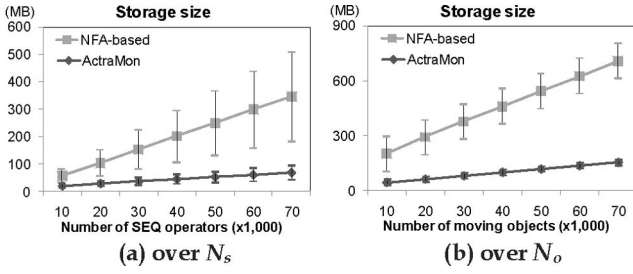 (MB)
Storage size
600
500
400
300
200
100
0
NFA-based
ActraMon
10 20 30 40 50 60 70
Number of SEQ operators (x1,000)
(a) over Ns
(MB)
Storage size
900
600
300
0
NFA-based
ActraMon
10 20 30 40 50 60 70
Number of moving objects (x1,000)
(b) over No